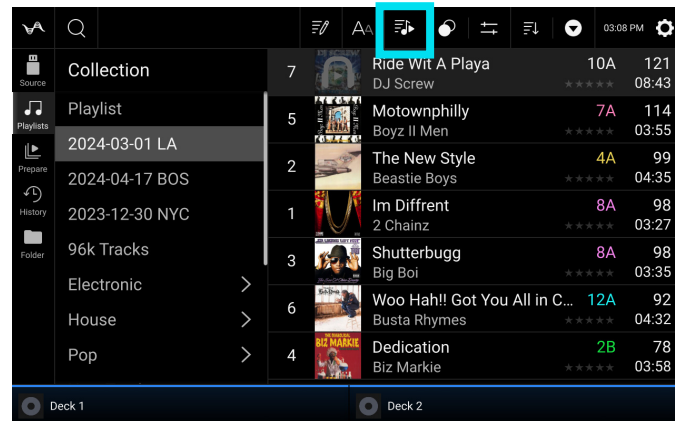 AA
03:08 PM
Source
Playlists
Prepare
History
Folder
Collection
Playlist
2024-03-01 LA
2024-04-17 BOS
2023-12-30 NYC
96k Tracks
Electronic
House
Pop
7 Ride Wit A Playa 10A 121
DJ Screw 08:43
5 Motownphilly 7A 114
Boyz II Men 03:55
2 The New Style 4A 99
Beastie Boys 04:35
1 Im Diffrent 8A 98
2 Chainz 03:27
3 Shutterbugg 8A 98
Big Boi 03:35
6 Woo Hah!! Got You All in C... 12A 92
Busta Rhymes 04:32
BIZ MARKIE
4 Dedication 2B 78
Biz Markie 03:58
Deck 1
Deck 2